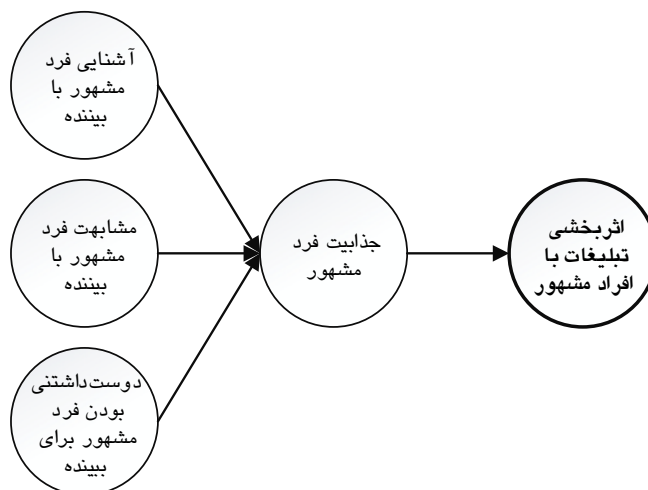 آشنایی فرد
مشهور با
بیننده
مشابهت فرد
مشهور با
بیننده
دوست‌داشتنی
بودن فرد
مشهور برای
ببینده
جذابیت فرد
مشهور
اثربخشی
تبلیغات با
افراد مشهور